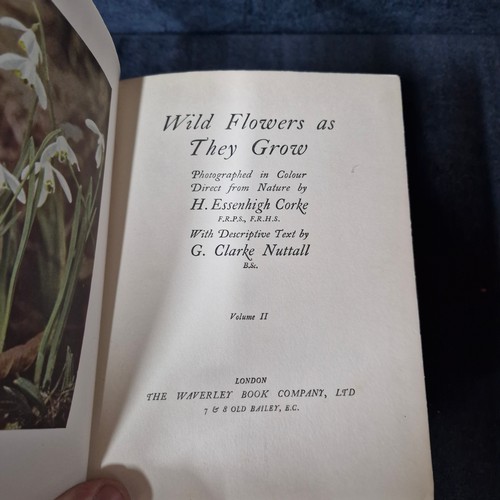 Wild Flowers as
They Grow
Photographed in Colour
Direct from Nature by
H. Essenhigh Corke
F.R.P.S., F.R.H.S.
With Descriptive Text by
G. Clarke Nuttall
B.Sc.
Volume II
LONDON
THE WAVERLEY BOOK COMPANY, LTD
7 & 8 OLD BAILEY, E.C.